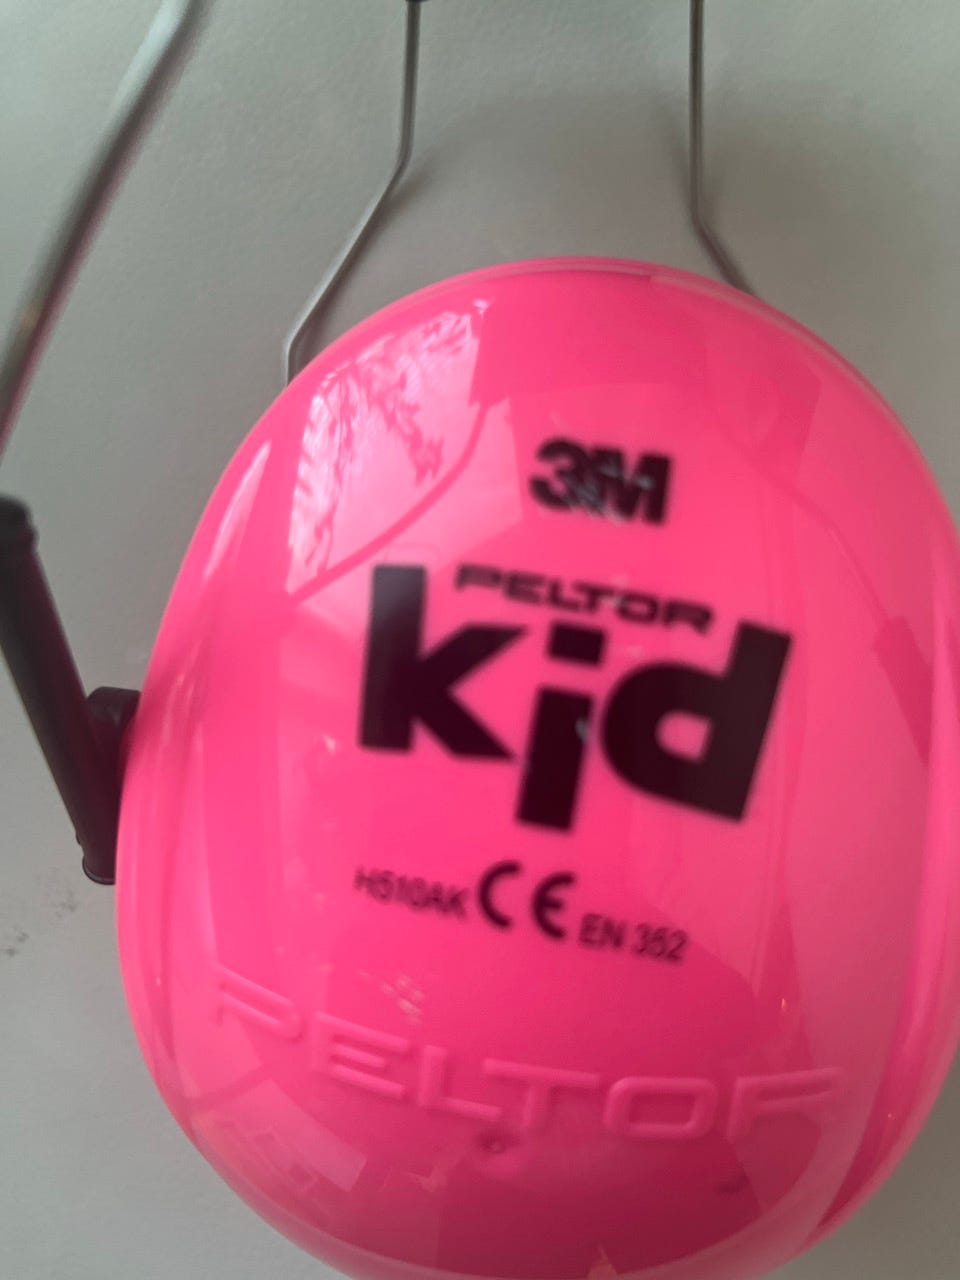 3M
PELTOR
kid
H510AK CE EN 352
PELTOR